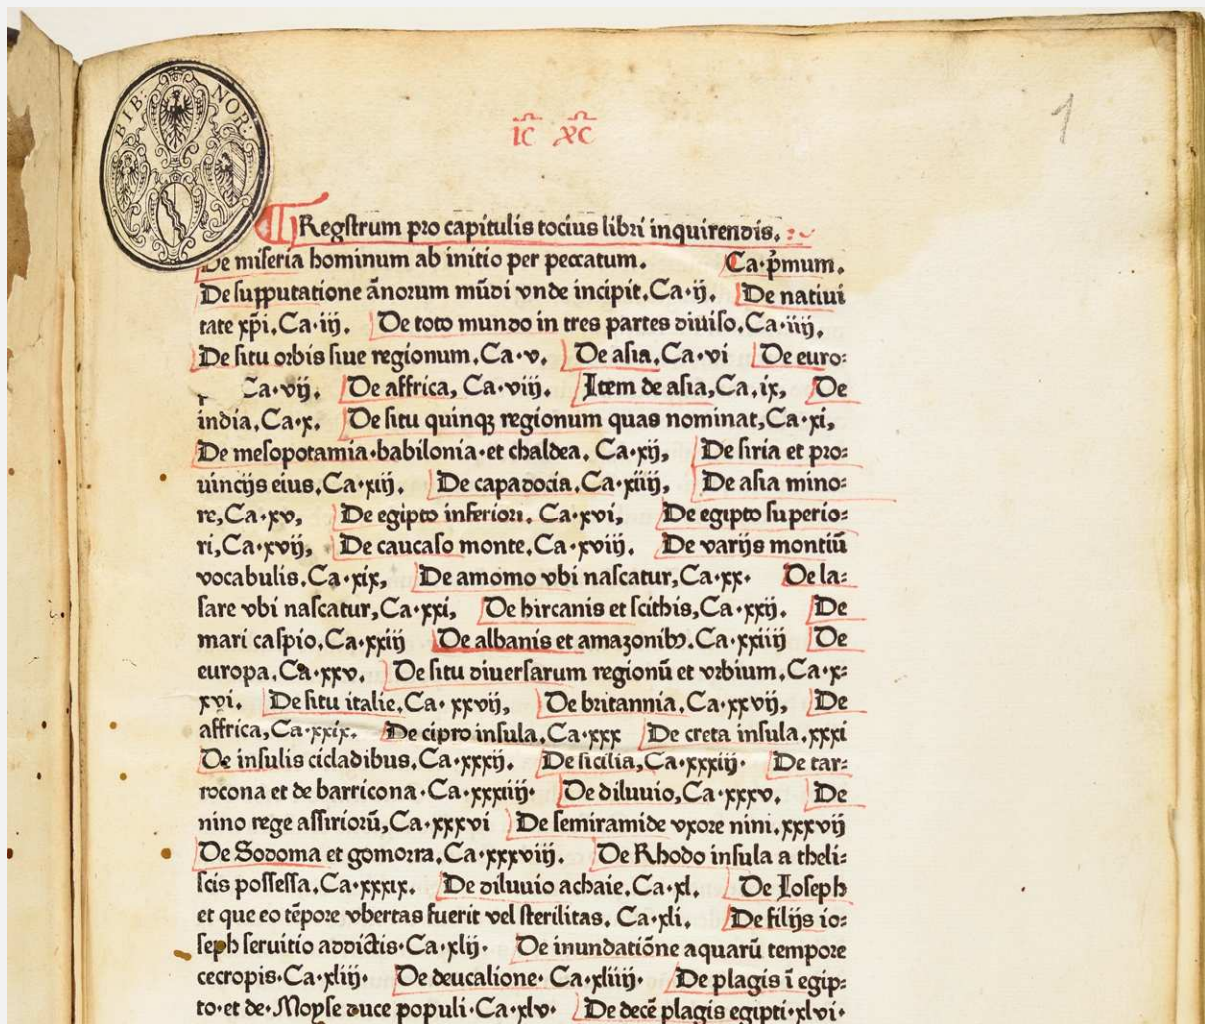 BIB: NOR:
1
ic xc
Regſtrum pro capitulis tocius libri inquirendis.
De miſeria hominum ab initio per peccatum. Ca·p̃mum.
De ſupputatione ãnorum mũdi vnde incipit, Ca·ij. De natiui
tate xp̃i, Ca·iij. De toto mundo in tres partes diuiſo, Ca·iiij.
De ſitu orbis ſiue regionum, Ca·v. De aſia, Ca·vi De euro:
Ca·vij. De affrica, Ca·viij. Item de aſia, Ca, ix, De
india, Ca·x. De ſitu quinqꝫ regionum quas nominat, Ca·xi,
De meſopotamia·babilonia·et chaldea, Ca·xij, De ſiria et pro:
uincijs eius, Ca·xiij. De capadocia, Ca·xiiij, De aſia mino:
re, Ca·xv, De egipto inferiori. Ca·xvi, De egipto ſuperio:
ri, Ca·xvij, De caucaſo monte, Ca·xviij. De varijs montiũ
vocabulis, Ca·xix, De amomo vbi naſcatur, Ca·xx· De la:
ſare vbi naſcatur, Ca·xxi, De hircanis et ſcithis, Ca·xxij. De
mari caſpio, Ca·xxiij De albanis et amazonibꝰ. Ca·xxiiij De
europa, Ca·xxv. De ſitu diuerſarum regionũ et vrbium, Ca·x:
xvi. De ſitu italie, Ca·xxvij, De britannia, Ca·xxvij, De
affrica, Ca·xxix. De cipro inſula, Ca·xxx De creta inſula, xxxi
De inſulis cicladibus, Ca·xxxij. De ſicilia, Ca·xxxiij· De tar:
rocona et de barricona·Ca·xxxiiij· De diluuio, Ca·xxxv. De
nino rege aſſiriorũ, Ca·xxxvi De ſemiramide vxore nini, xxxvij
De Sodoma et gomorra, Ca·xxxviij. De Rhodo inſula a theli:
ſcis poſſeſſa, Ca·xxxix. De diluuio achaie, Ca·xl. De Ioſeph
et que eo tẽpore vbertas fuerit vel ſterilitas, Ca·xli, De filijs io:
ſeph ſeruitio addictis·Ca·xlij· De inundatiõne aquarũ tempore
cecropis·Ca·xliij· De deucalione· Ca·xliiij· De plagis ĩ egip:
to·et de·Moyſe duce populi·Ca·xlv· De decẽ plagis egipti·xlvi·